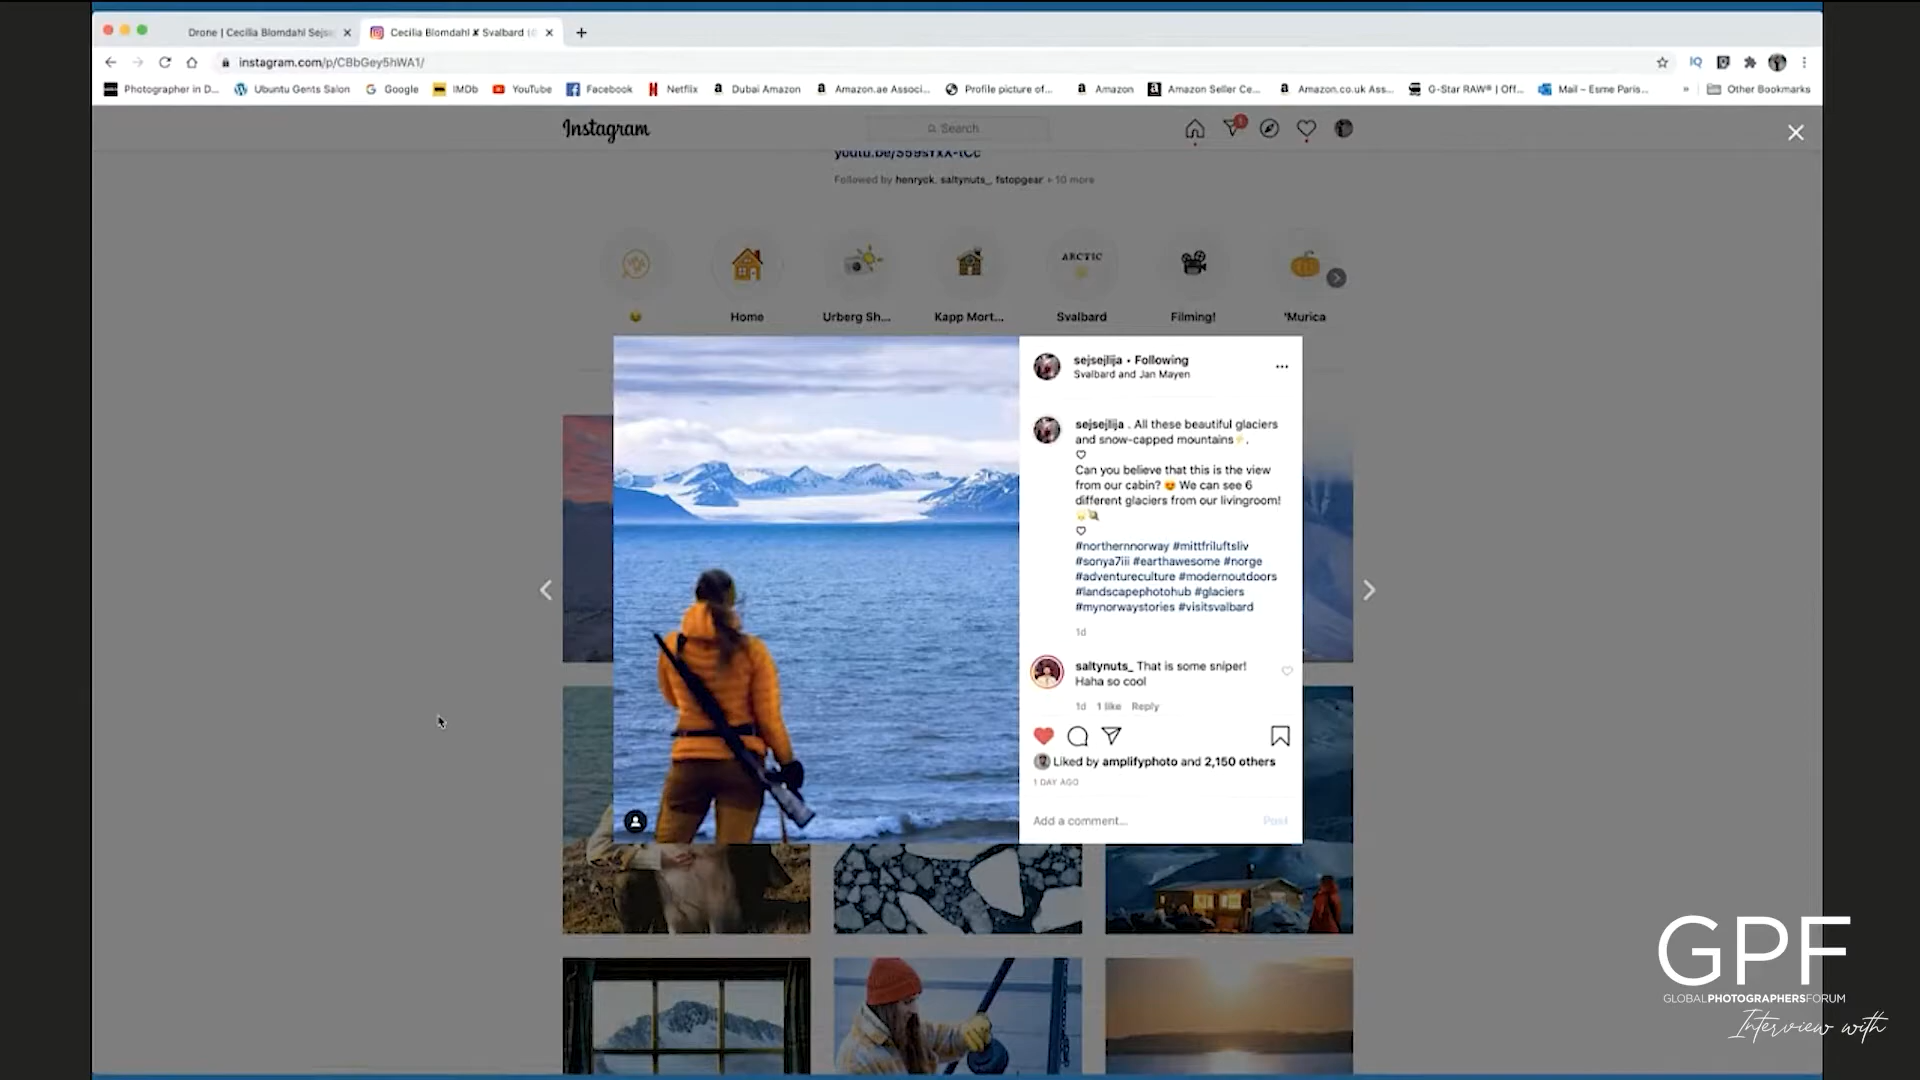 Drone | Cecilia Blomdahl Sejse
Cecilia Blomdahl ✘ Svalbard (
instagram.com/p/CBbGey5hWA1/
IQ
Photographer in D...
Ubuntu Gents Salon
Google
IMDb
YouTube
Facebook
Netflix
Dubai Amazon
Amazon.ae Associ...
Profile picture of...
Amazon
Amazon Seller Ce...
Amazon.co.uk Ass...
G-Star RAW® | Off...
Mail – Esme Paris...
»
Other Bookmarks
Instagram
Search
1
Followed by henryck, saltynuts_, fstopgear + 10 more
ARCTIC
Home
Urberg Sh...
Kapp Mort...
Svalbard
Filming!
'Murica
sejsejlija • Following
Svalbard and Jan Mayen
sejsejlija . All these beautiful glaciers
and snow-capped mountains .
Can you believe that this is the view
from our cabin? 😍 We can see 6
different glaciers from our livingroom!
#northernnorway #mittfriluftsliv
#sonya7iii #earthawesome #norge
#adventureculture #modernoutdoors
#landscapephotohub #glaciers
#mynorwaystories #visitsvalbard
1d
saltynuts_ That is some sniper!
Haha so cool
1d 1 like Reply
Liked by amplifyphoto and 2,150 others
1 DAY AGO
Add a comment...
Post
GPF
GLOBALPHOTOGRAPHERSFORUM
Interview with